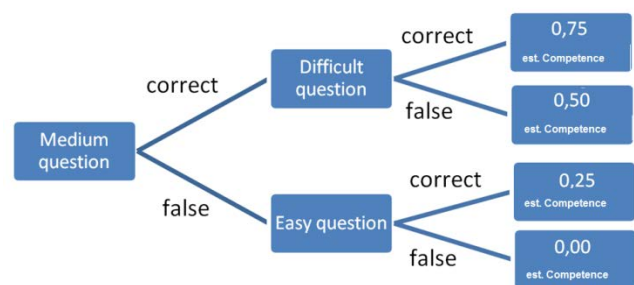 correct
0,75
est. Competence
Difficult
question
correct
false
0,50
est. Competence
Medium
question
false
Easy question
correct
0,25
est. Competence
false
0,00
est. Competence